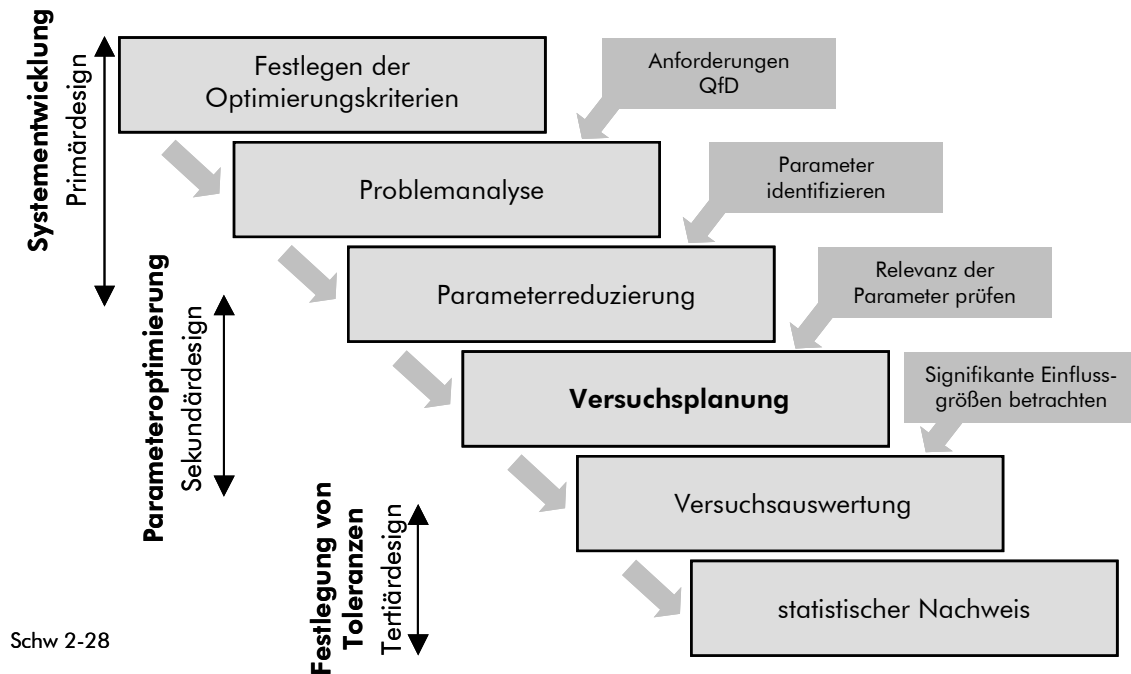 Systementwicklung
Primärdesign
Festlegen der
Optimierungskriterien
Anforderungen
QfD
Problemanalyse
Parameter
identifizieren
Parameteroptimierung
Sekundärdesign
Parameterreduzierung
Relevanz der
Parameter prüfen
Versuchsplanung
Signifikante Einfluss-
größen betrachten
Festlegung von
Toleranzen
Tertiärdesign
Versuchsauswertung
statistischer Nachweis
Schw 2-28